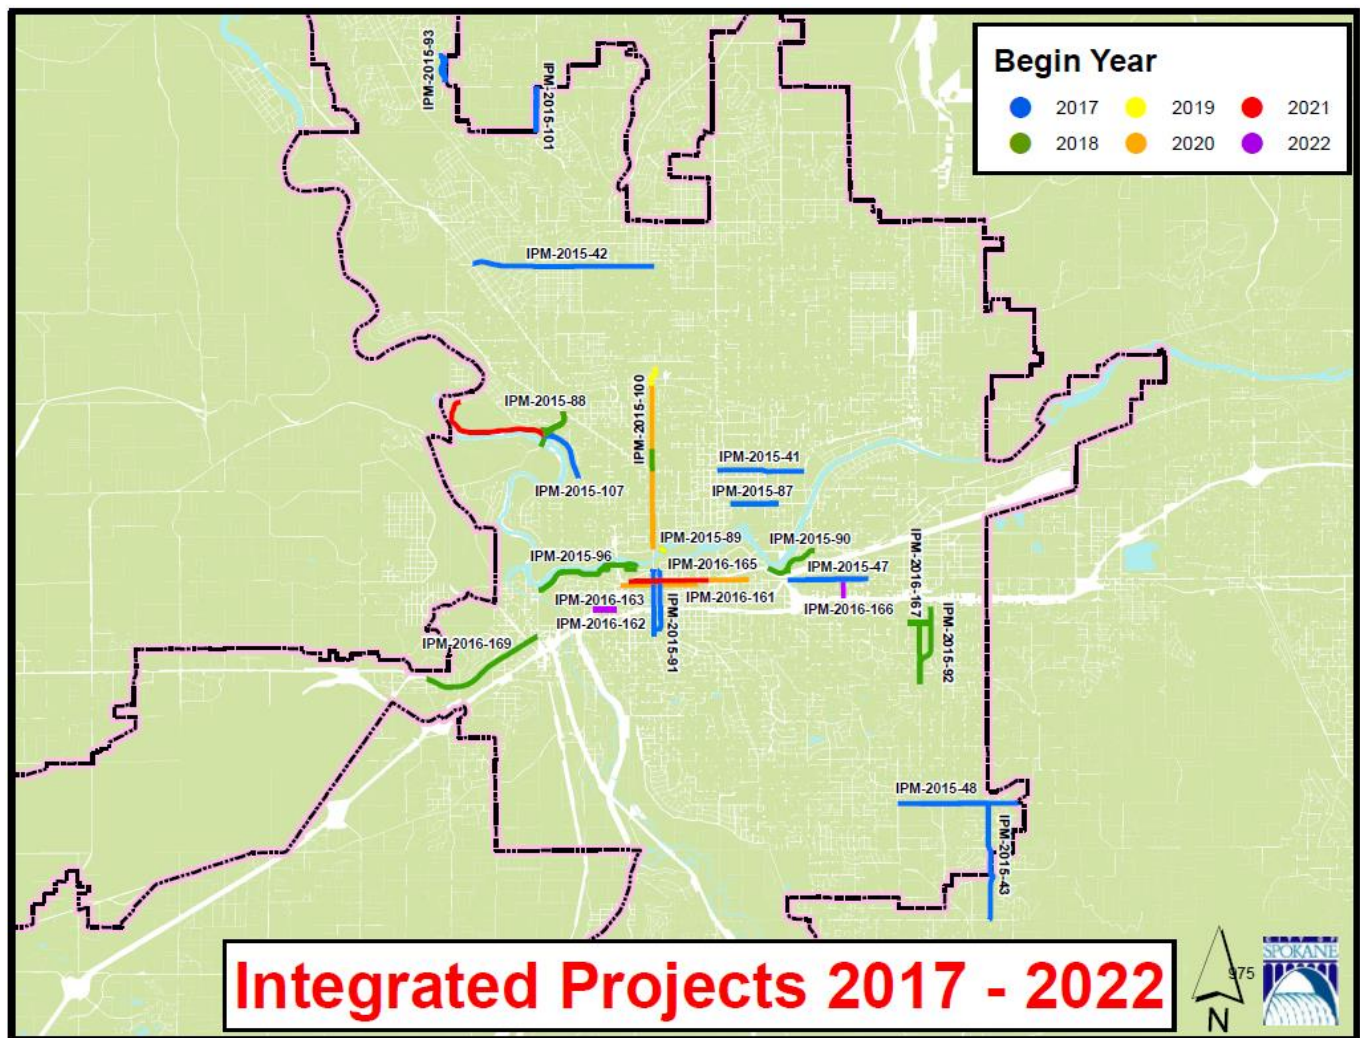 Begin Year
2017
2019
2021
2018
2020
2022
IPM-2015-93
IPM-2015-101
IPM-2015-42
IPM-2015-100
IPM-2015-88
IPM-2015-41
IPM-2015-107
IPM-2015-87
IPM-2015-89
IPM-2015-90
IPM-2015-96
IPM-2016-165
IPM-2015-47
IPM-2016-167
IPM-2016-163
IPM-2016-161
IPM-2016-166
IPM-2016-162
IPM-2015-91
IPM-2015-92
IPM-2016-169
IPM-2015-48
IPM-2015-43
Integrated Projects 2017 - 2022
975
N
SPOKANE